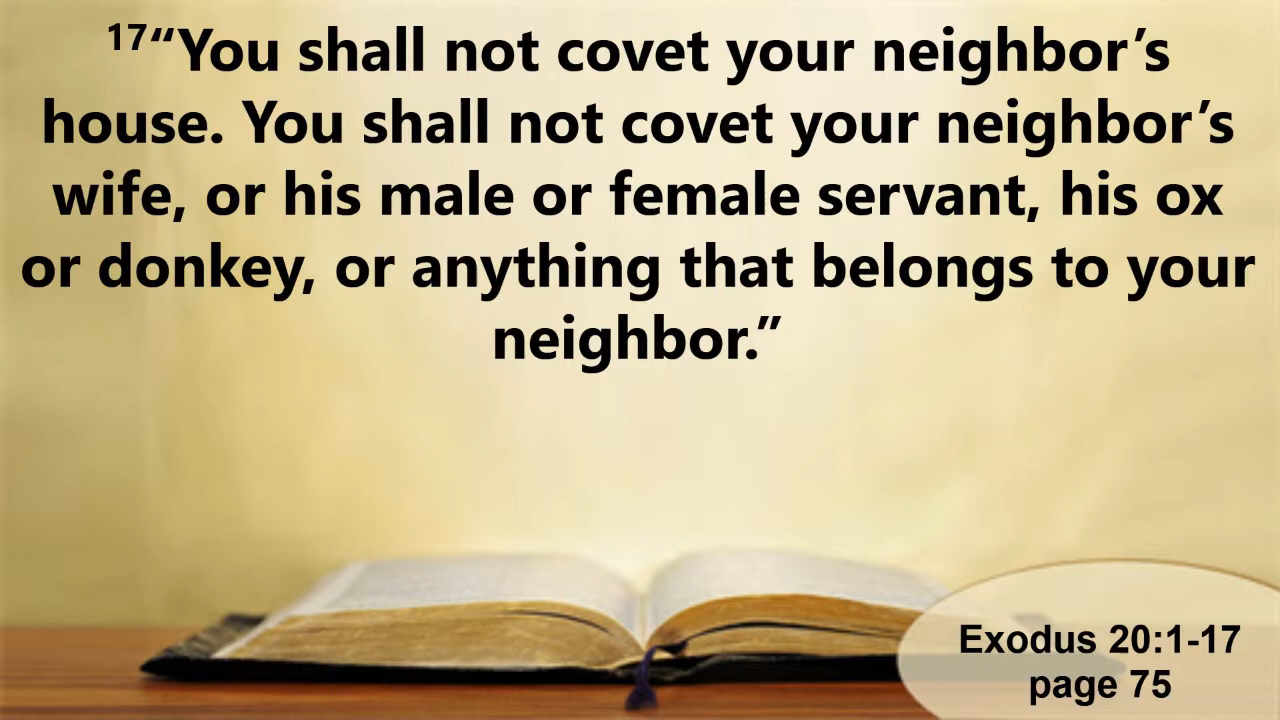 17“You shall not covet your neighbor’s
house. You shall not covet your neighbor’s
wife, or his male or female servant, his ox
or donkey, or anything that belongs to your
neighbor.”
Exodus 20:1-17
page 75